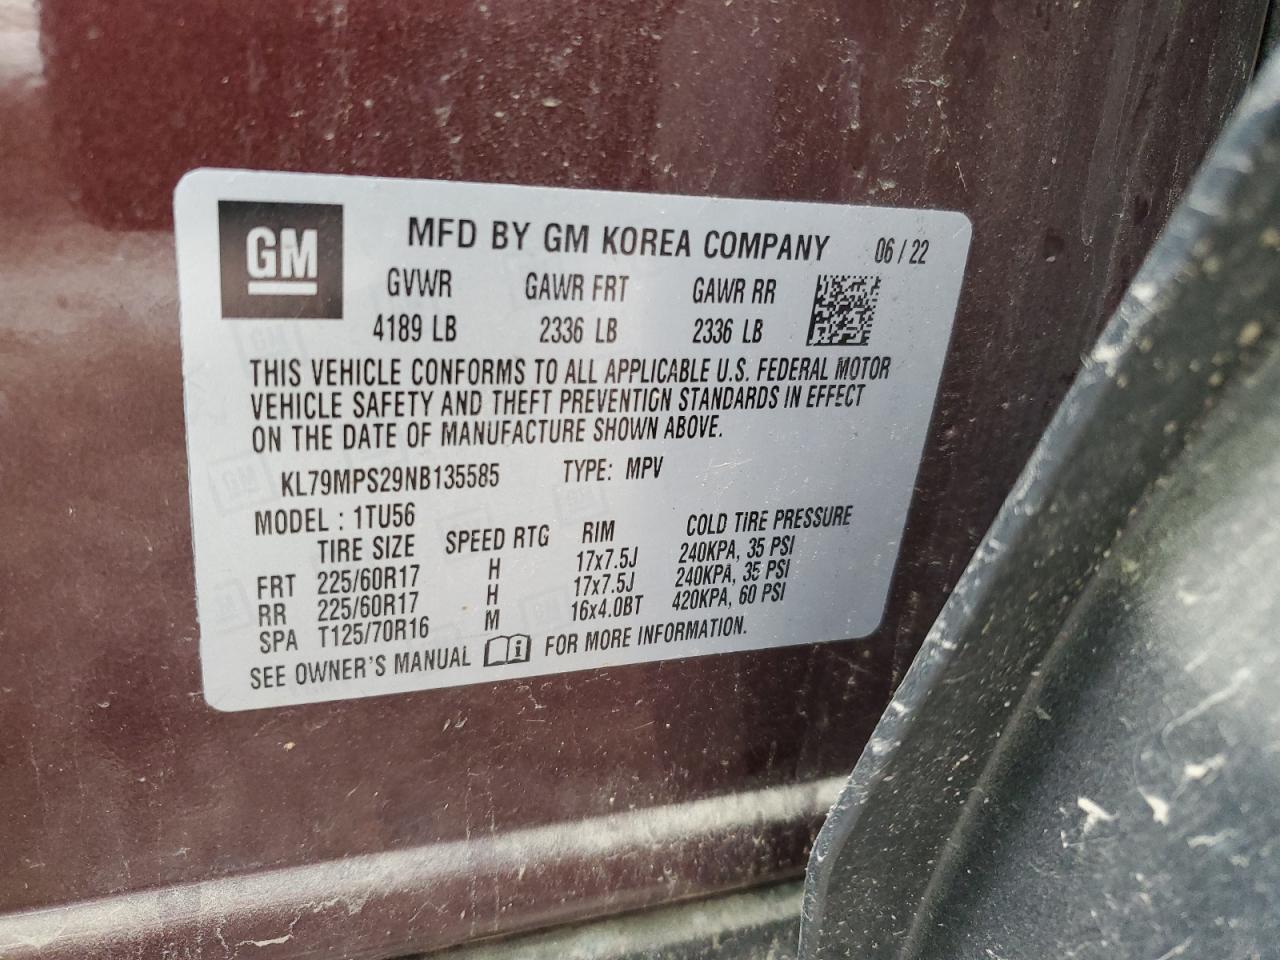 GM
MFD BY GM KOREA COMPANY 06 / 22
GVWR GAWR FRT GAWR RR
4189 LB 2336 LB 2336 LB
THIS VEHICLE CONFORMS TO ALL APPLICABLE U.S. FEDERAL MOTOR
VEHICLE SAFETY AND THEFT PREVENTION STANDARDS IN EFFECT
ON THE DATE OF MANUFACTURE SHOWN ABOVE.
KL79MPS29NB135585 TYPE: MPV
MODEL : 1TU56
TIRE SIZE SPEED RTG RIM COLD TIRE PRESSURE
FRT 225/60R17 H 17x7.5J 240KPA, 35 PSI
RR 225/60R17 H 17x7.5J 240KPA, 35 PSI
SPA T125/70R16 M 16x4.0BT 420KPA, 60 PSI
SEE OWNER'S MANUAL i FOR MORE INFORMATION.